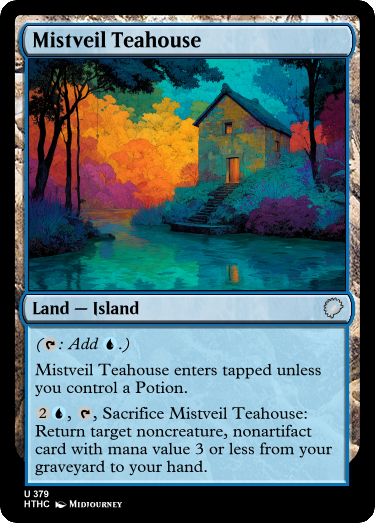 Mistveil Teahouse
Land — Island
(T: Add U.)
Mistveil Teahouse enters tapped unless
you control a Potion.
2 U, T, Sacrifice Mistveil Teahouse:
Return target noncreature, nonartifact
card with mana value 3 or less from your
graveyard to your hand.
U 379
HTHC Midjourney